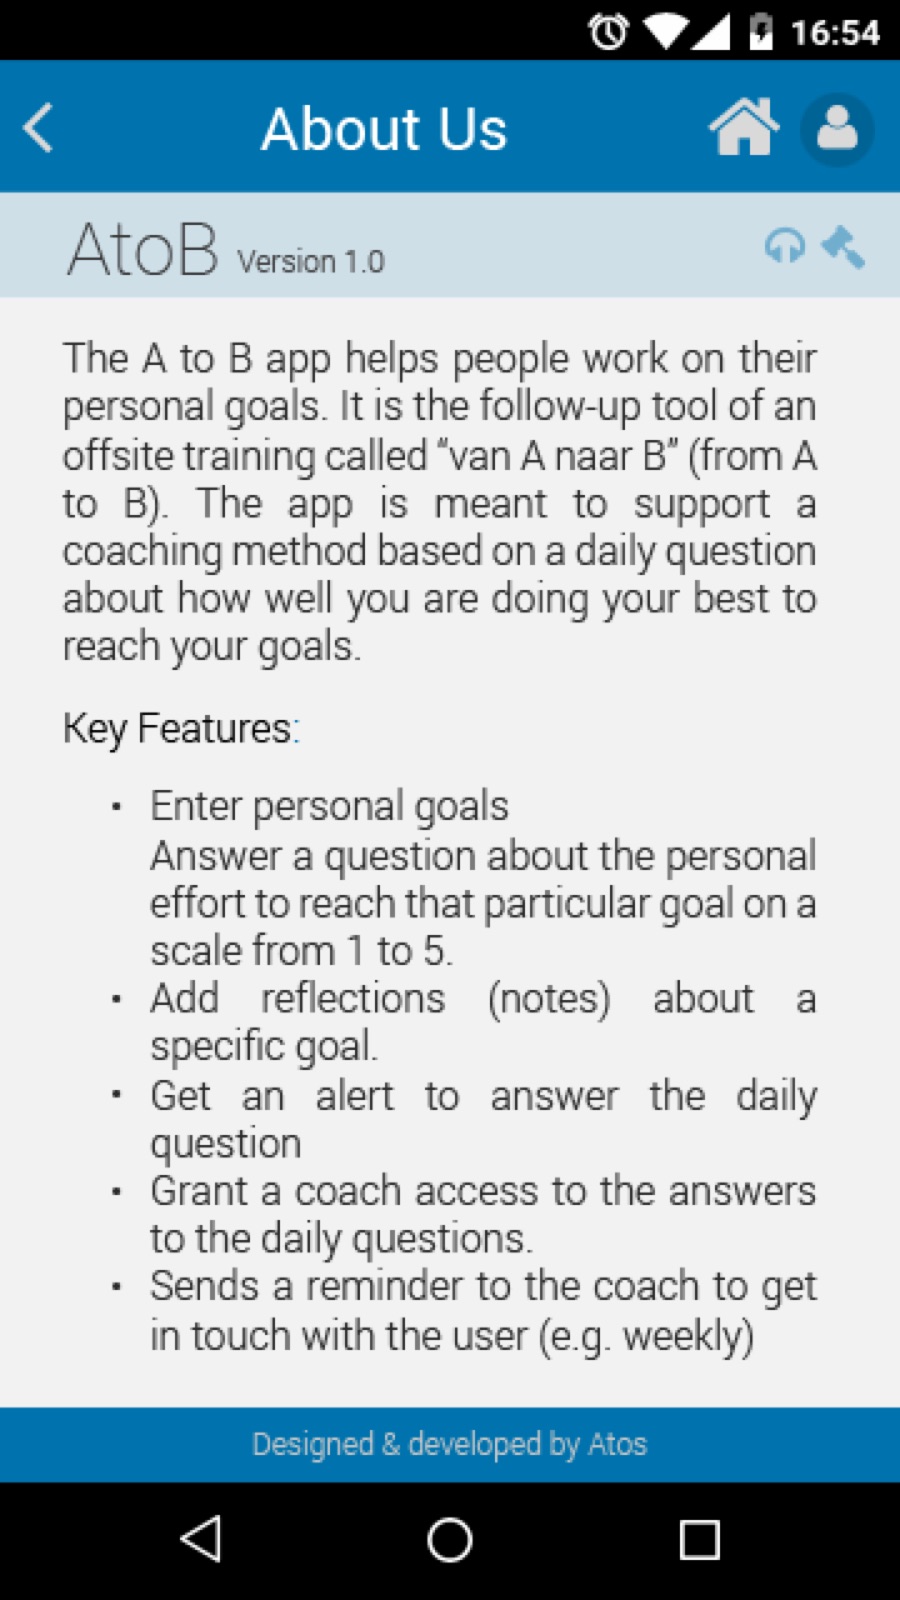 16:54
About Us
AtoB Version 1.0
The A to B app helps people work on their
personal goals. It is the follow-up tool of an
offsite training called “van A naar B” (from A
to B). The app is meant to support a
coaching method based on a daily question
about how well you are doing your best to
reach your goals.
Key Features:
• Enter personal goals
Answer a question about the personal
effort to reach that particular goal on a
scale from 1 to 5.
• Add reflections (notes) about a
specific goal.
• Get an alert to answer the daily
question
• Grant a coach access to the answers
to the daily questions.
• Sends a reminder to the coach to get
in touch with the user (e.g. weekly)
Designed & developed by Atos